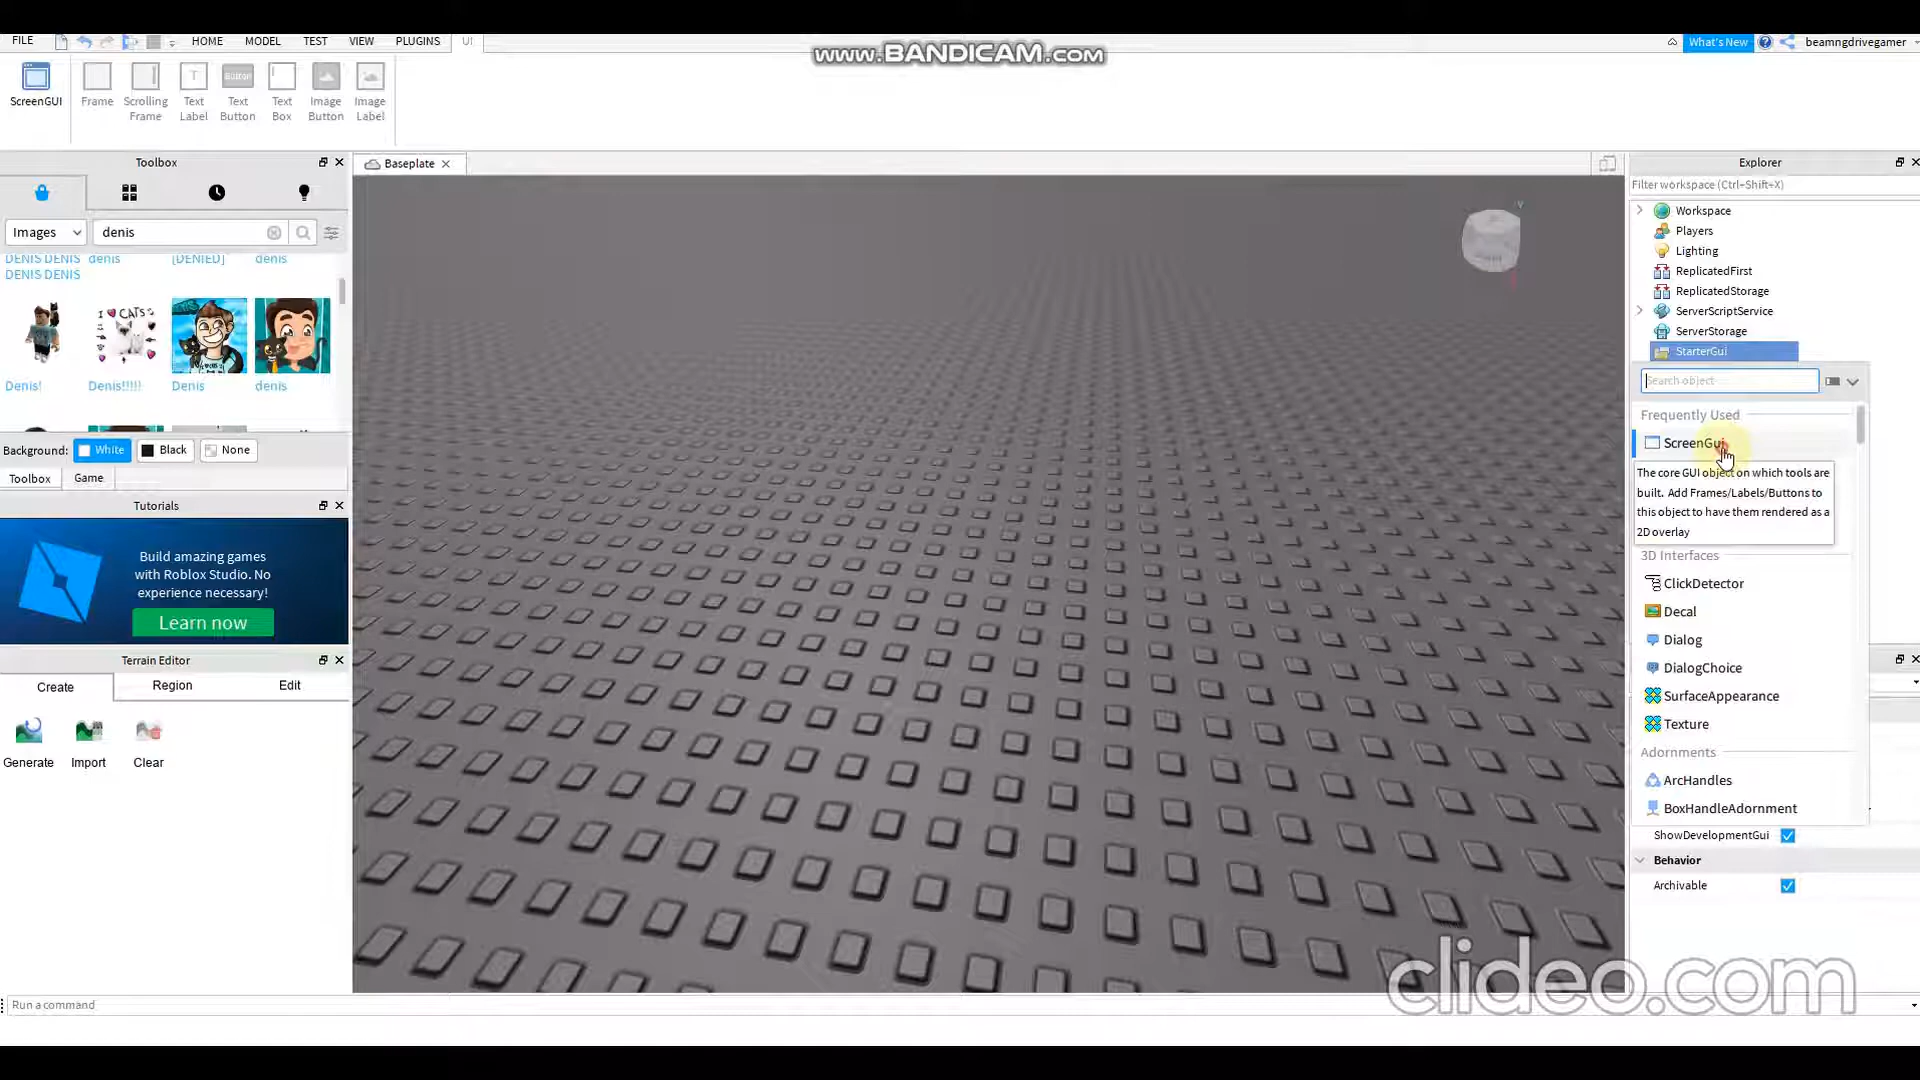 www.BANDICAM.com
FILE
HOME
MODEL
TEST
VIEW
PLUGINS
UI
What's New
beamngdrivegamer
ScreenGUI
Frame
Scrolling
Frame
Text
Label
Text
Button
Text
Box
Image
Button
Image
Label
Button
Toolbox
Images
denis
DENIS DENIS
DENIS DENIS
denis
[DENIED]
denis
I
CATS
Denis!
Denis!!!!!
Denis
denis
Background:
White
Black
None
Toolbox
Game
Tutorials
Build amazing games
with Roblox Studio. No
experience necessary!
Learn now
Terrain Editor
Create
Region
Edit
Generate
Import
Clear
Baseplate
Explorer
Filter workspace (Ctrl+Shift+X)
Workspace
Players
Lighting
ReplicatedFirst
ReplicatedStorage
ServerScriptService
ServerStorage
StarterGui
Search object
Frequently Used
ScreenGui
The core GUI object on which tools are
built. Add Frames/Labels/Buttons to
this object to have them rendered as a
2D overlay
3D Interfaces
ClickDetector
Decal
Dialog
DialogChoice
SurfaceAppearance
Texture
Adornments
ArcHandles
BoxHandleAdornment
ShowDevelopmentGui
Behavior
Archivable
clideo.com
Run a command